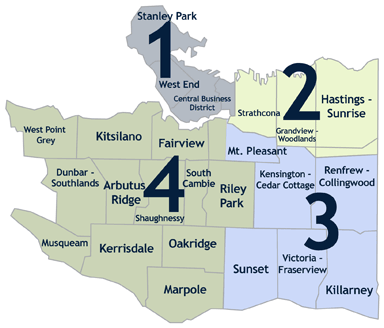 Stanley Park
1
West End
Central Business
District
2
Strathcona
Hastings -
Sunrise
Grandview -
Woodlands
West Point
Grey
Kitsilano
Fairview
Mt. Pleasant
Dunbar -
Southlands
Arbutus
Ridge
4
Shaughnessy
South
Cambie
Riley
Park
Kensington -
Cedar Cottage
Renfrew -
Collingwood
3
Musqueam
Kerrisdale
Oakridge
Sunset
Victoria -
Fraserview
Marpole
Killarney